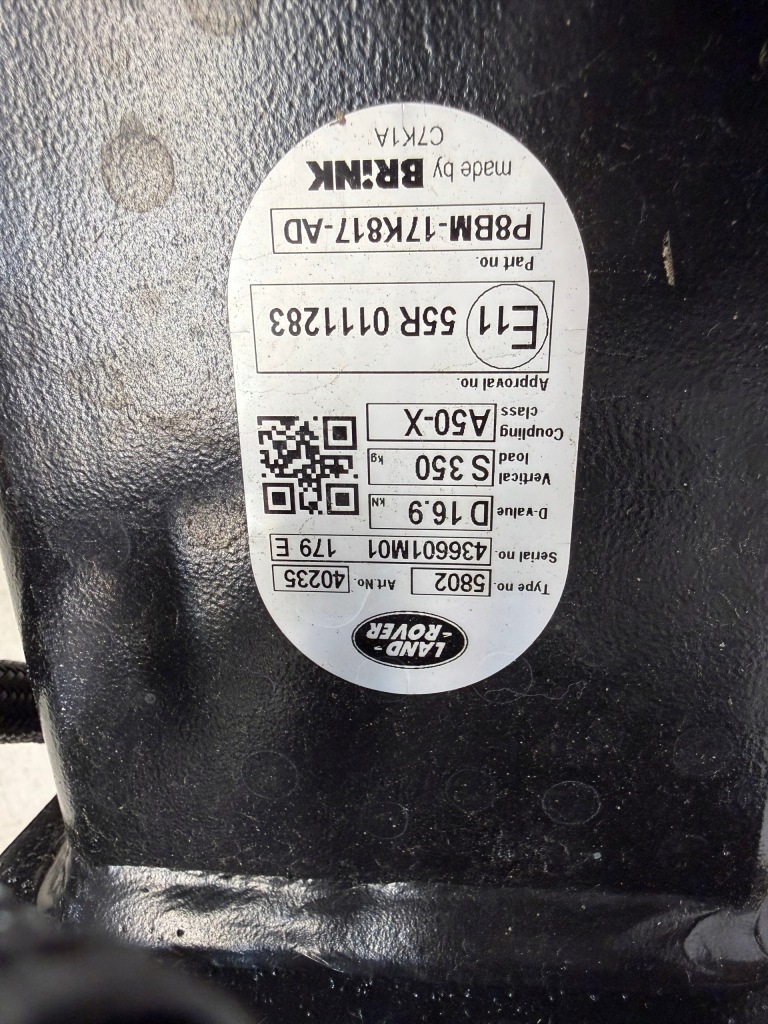 LAND-
-ROVER
Type no. 5802 Art.No. 40235
Serial no. 436601M01 179 E
D-value D 16.9 kN
Vertical load S 350 kg
Coupling class A50-X
Approval no.
E11 55R 0111283
Part no.
P8BM-17K817-AD
made by BRINK
C7K1A